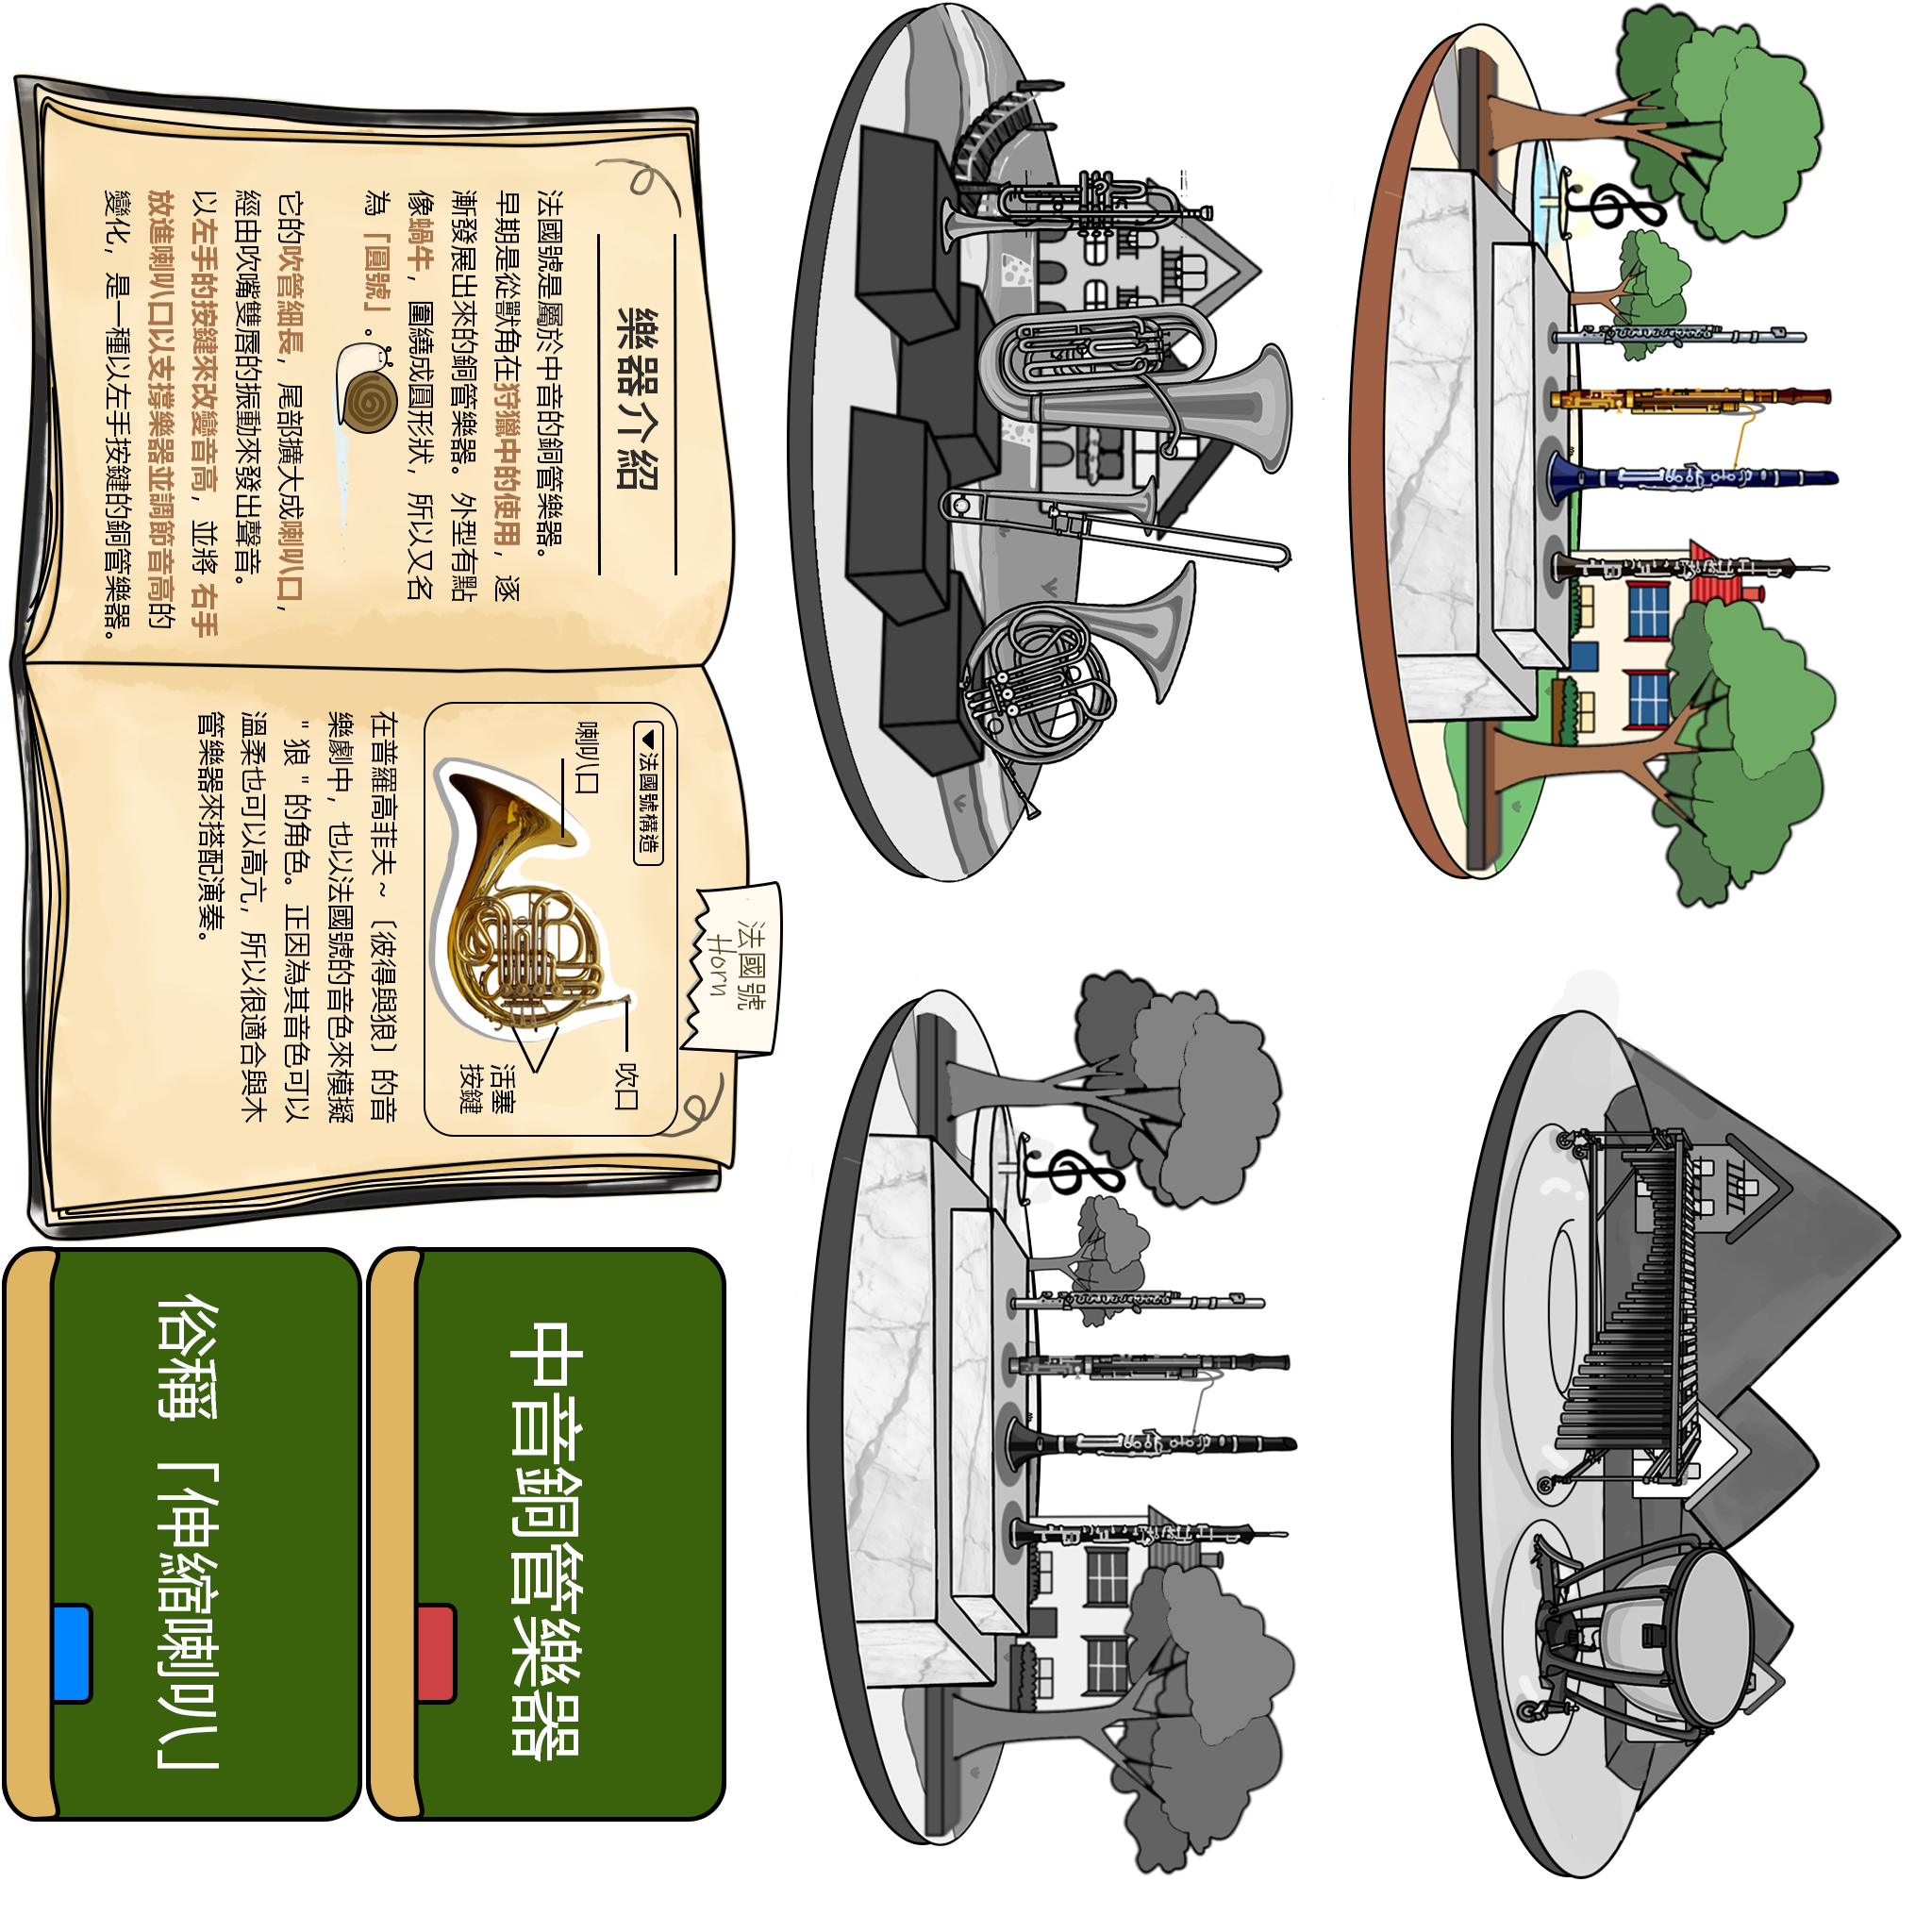 樂器介紹
法國號是屬於中音的銅管樂器。
早期是從獸角在狩獵中的使用，逐
漸發展出來的銅管樂器。外型有點
像蝸牛，圍繞成圓形狀，所以又名
為「圓號」。
它的吹管細長，尾部擴大成喇叭口，
經由吹嘴雙唇的振動來發出聲音。
以左手的按鍵來改變音高，並將 右手
放進喇叭口以支撐樂器並調節音高的
變化，是一種以左手按鍵的銅管樂器。
法國號
Horn
▼法國號構造
喇叭口
吹口
活塞
按鍵
在普羅高菲夫~〔彼得與狼〕的音
樂劇中，也以法國號的音色來模擬
"狼"的角色。正因為其音色可以
溫柔也可以高亢，所以很適合與木
管樂器來搭配演奏。
中音銅管樂器
俗稱「伸縮喇叭」